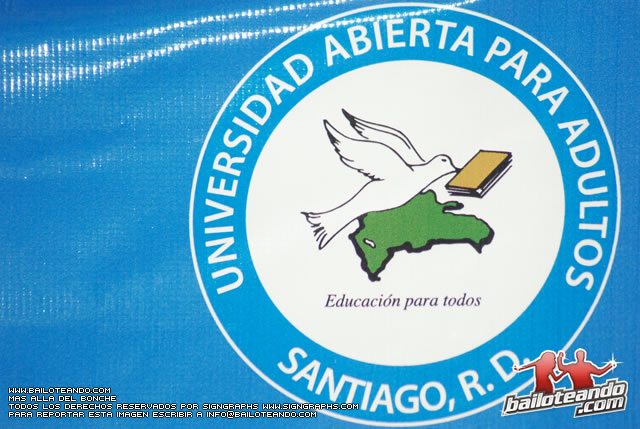 UNIVERSIDAD ABIERTA PARA ADULTOS
Educación para todos
SANTIAGO, R. D.
WWW.BAILOTEANDO.COM
MAS ALLA DEL BONCHE
TODOS LOS DERECHOS RESERVADOS POR SIGNGRAPHS WWW.SIGNGRAPHS.COM
PARA REPORTAR ESTA IMAGEN ESCRIBIR A INFO@BAILOTEANDO.COM
bailoteando.com